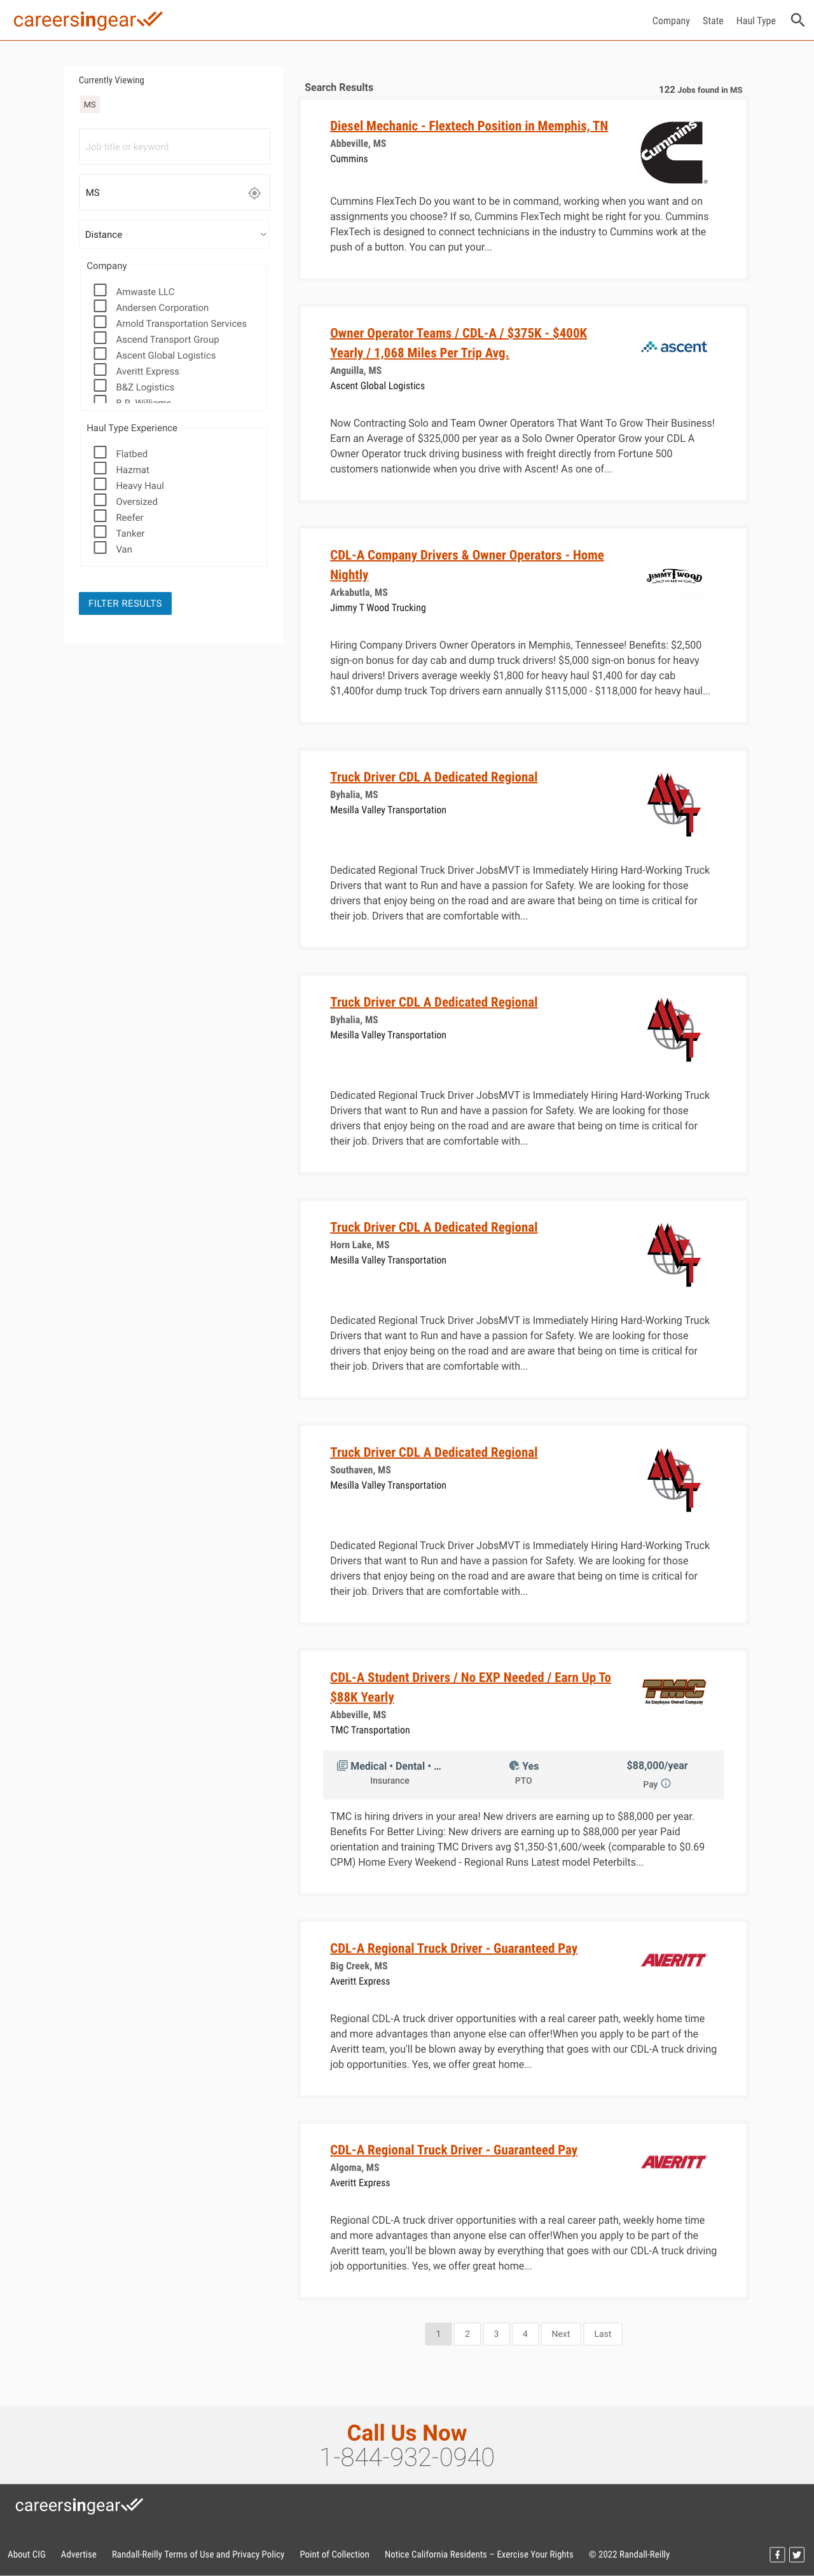 careersingear
Company State Haul Type
Currently Viewing
MS
Job title or keyword
MS
Distance
Company
Amwaste LLC
Andersen Corporation
Arnold Transportation Services
Ascend Transport Group
Ascent Global Logistics
Averitt Express
B&Z Logistics
B.R. Williams
Haul Type Experience
Flatbed
Hazmat
Heavy Haul
Oversized
Reefer
Tanker
Van
FILTER RESULTS
Search Results
122 Jobs found in MS
Diesel Mechanic - Flextech Position in Memphis, TN
Abbeville, MS
Cummins
Cummins
Cummins FlexTech Do you want to be in command, working when you want and on
assignments you choose? If so, Cummins FlexTech might be right for you. Cummins
FlexTech is designed to connect technicians in the industry to Cummins work at the
push of a button. You can put your...
Owner Operator Teams / CDL-A / $375K - $400K
Yearly / 1,068 Miles Per Trip Avg.
Anguilla, MS
Ascent Global Logistics
ascent
Now Contracting Solo and Team Owner Operators That Want To Grow Their Business!
Earn an Average of $325,000 per year as a Solo Owner Operator Grow your CDL A
Owner Operator truck driving business with freight directly from Fortune 500
customers nationwide when you drive with Ascent! As one of...
CDL-A Company Drivers & Owner Operators - Home
Nightly
Arkabutla, MS
Jimmy T Wood Trucking
JIMMY T WOOD
Hiring Company Drivers Owner Operators in Memphis, Tennessee! Benefits: $2,500
sign-on bonus for day cab and dump truck drivers! $5,000 sign-on bonus for heavy
haul drivers! Drivers average weekly $1,800 for heavy haul $1,400 for day cab
$1,400for dump truck Top drivers earn annually $115,000 - $118,000 for heavy haul...
Truck Driver CDL A Dedicated Regional
Byhalia, MS
Mesilla Valley Transportation
MVT
Dedicated Regional Truck Driver JobsMVT is Immediately Hiring Hard-Working Truck
Drivers that want to Run and have a passion for Safety. We are looking for those
drivers that enjoy being on the road and are aware that being on time is critical for
their job. Drivers that are comfortable with...
Truck Driver CDL A Dedicated Regional
Byhalia, MS
Mesilla Valley Transportation
MVT
Dedicated Regional Truck Driver JobsMVT is Immediately Hiring Hard-Working Truck
Drivers that want to Run and have a passion for Safety. We are looking for those
drivers that enjoy being on the road and are aware that being on time is critical for
their job. Drivers that are comfortable with...
Truck Driver CDL A Dedicated Regional
Horn Lake, MS
Mesilla Valley Transportation
MVT
Dedicated Regional Truck Driver JobsMVT is Immediately Hiring Hard-Working Truck
Drivers that want to Run and have a passion for Safety. We are looking for those
drivers that enjoy being on the road and are aware that being on time is critical for
their job. Drivers that are comfortable with...
Truck Driver CDL A Dedicated Regional
Southaven, MS
Mesilla Valley Transportation
MVT
Dedicated Regional Truck Driver JobsMVT is Immediately Hiring Hard-Working Truck
Drivers that want to Run and have a passion for Safety. We are looking for those
drivers that enjoy being on the road and are aware that being on time is critical for
their job. Drivers that are comfortable with...
CDL-A Student Drivers / No EXP Needed / Earn Up To
$88K Yearly
Abbeville, MS
TMC Transportation
TMC
An Employee-Owned Company
Medical • Dental • ... Yes $88,000/year
Insurance PTO Pay
TMC is hiring drivers in your area! New drivers are earning up to $88,000 per year.
Benefits For Better Living: New drivers are earning up to $88,000 per year Paid
orientation and training TMC Drivers avg $1,350-$1,600/week (comparable to $0.69
CPM) Home Every Weekend - Regional Runs Latest model Peterbilts...
CDL-A Regional Truck Driver - Guaranteed Pay
Big Creek, MS
Averitt Express
AVERITT
Regional CDL-A truck driver opportunities with a real career path, weekly home time
and more advantages than anyone else can offer!When you apply to be part of the
Averitt team, you'll be blown away by everything that goes with our CDL-A truck driving
job opportunities. Yes, we offer great home...
CDL-A Regional Truck Driver - Guaranteed Pay
Algoma, MS
Averitt Express
AVERITT
Regional CDL-A truck driver opportunities with a real career path, weekly home time
and more advantages than anyone else can offer!When you apply to be part of the
Averitt team, you'll be blown away by everything that goes with our CDL-A truck driving
job opportunities. Yes, we offer great home...
1 2 3 4 Next Last
Call Us Now
1-844-932-0940
careersingear
About CIG Advertise Randall-Reilly Terms of Use and Privacy Policy Point of Collection Notice California Residents – Exercise Your Rights © 2022 Randall-Reilly